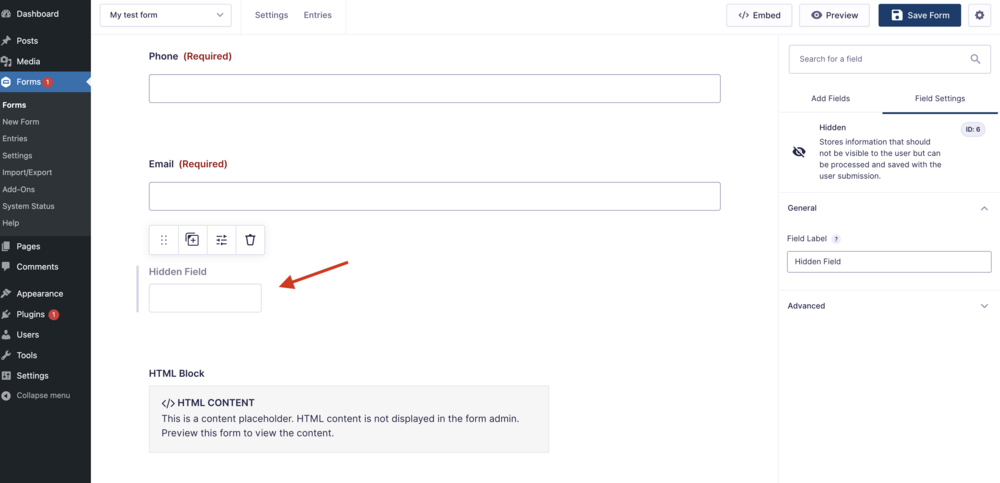 Dashboard
Posts
Media
Forms 1
Forms
New Form
Entries
Settings
Import/Export
Add-Ons
System Status
Help
Pages
Comments
Appearance
Plugins 1
Users
Tools
Settings
Collapse menu
My test form
Settings
Entries
</> Embed
Preview
Save Form
Phone (Required)
Email (Required)
Hidden Field
HTML Block
</> HTML CONTENT
This is a content placeholder. HTML content is not displayed in the form admin.
Preview this form to view the content.
Search for a field
Add Fields
Field Settings
Hidden
ID: 6
Stores information that should
not be visible to the user but can
be processed and saved with the
user submission.
General
Field Label ?
Hidden Field
Advanced